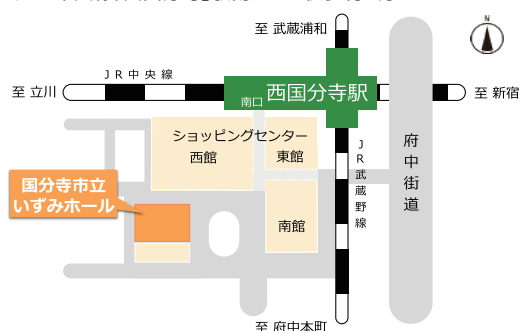 至 武蔵浦和
N
JR中央線
至 立川
西国分寺駅
南口
至 新宿
ショッピングセンター
西館
東館
JR武蔵野線
府中街道
国分寺市立
いずみホール
南館
至 府中本町